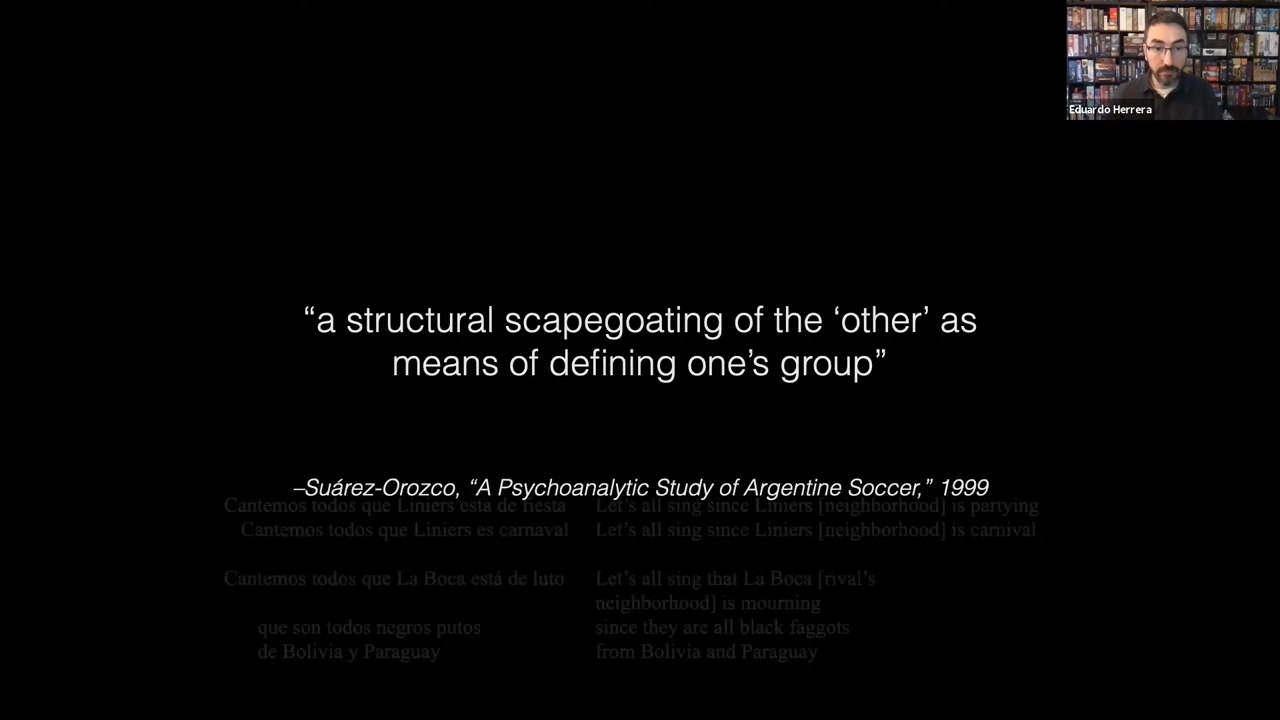 Eduardo Herrera
“a structural scapegoating of the ‘other’ as
means of defining one’s group”
–Suárez-Orozco, “A Psychoanalytic Study of Argentine Soccer,” 1999
Cantemos todos que Liniers está de fiesta
Let’s all sing since Liniers [neighborhood] is partying
Cantemos todos que Liniers es carnaval
Let’s all sing since Liniers [neighborhood] is carnival
Cantemos todos que La Boca está de luto
Let’s all sing that La Boca [rival’s
neighborhood] is mourning
que son todos negros putos
since they are all black faggots
de Bolivia y Paraguay
from Bolivia and Paraguay